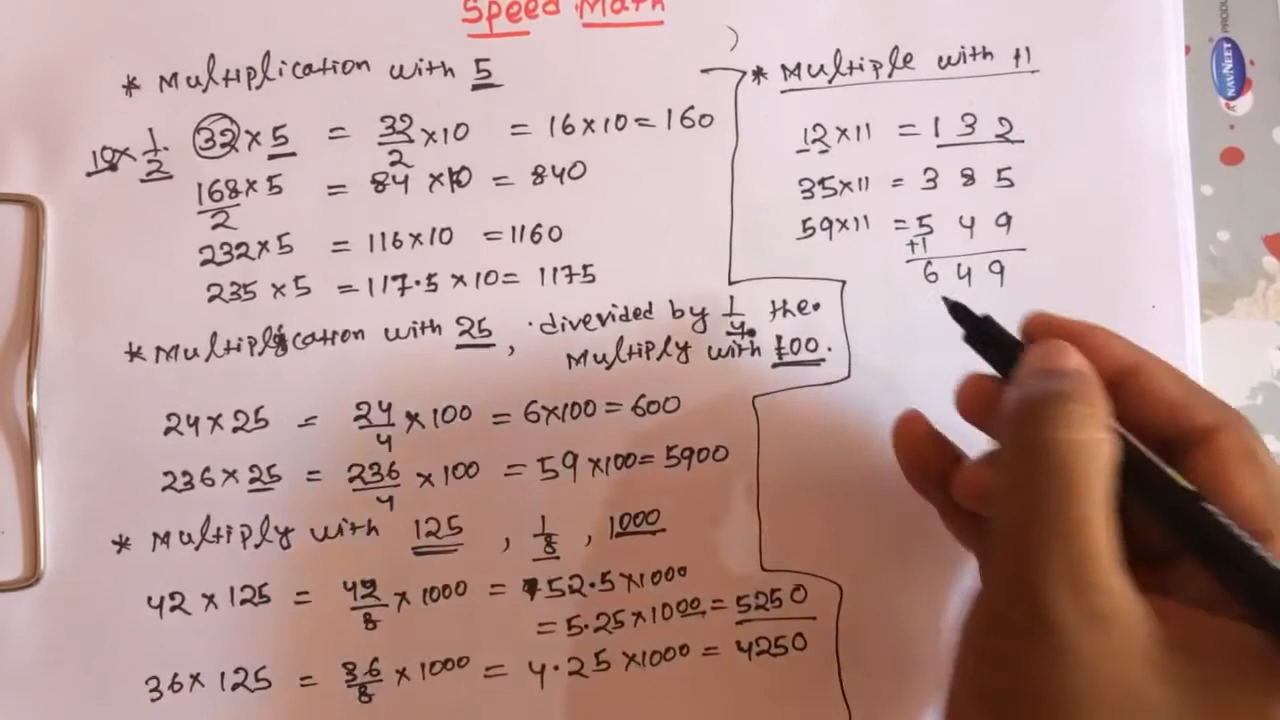 Speed Math
* Multiplication with 5
10 × 1/2 32 × 5 = 32/2 × 10 = 16 × 10 = 160
168/2 × 5 = 84 × 10 = 840
232 × 5 = 116 × 10 = 1160
235 × 5 = 117.5 × 10 = 1175
* Multiplication with 25, diverided by 1/4 the
Multiply with 100.
24 × 25 = 24/4 × 100 = 6 × 100 = 600
236 × 25 = 236/4 × 100 = 59 × 100 = 5900
* Multiply with 125, 1/8, 1000
42 × 125 = 42/8 × 1000 = 52.5 × 1000
= 5.25 × 1000 = 5250
36 × 125 = 36/8 × 1000 = 4.25 × 1000 = 4250
* Multiple with 11
12 × 11 = 1 3 2
35 × 11 = 3 8 5
59 × 11 = 5 4 9
+1
6 4 9
NAVNEET
PRODU